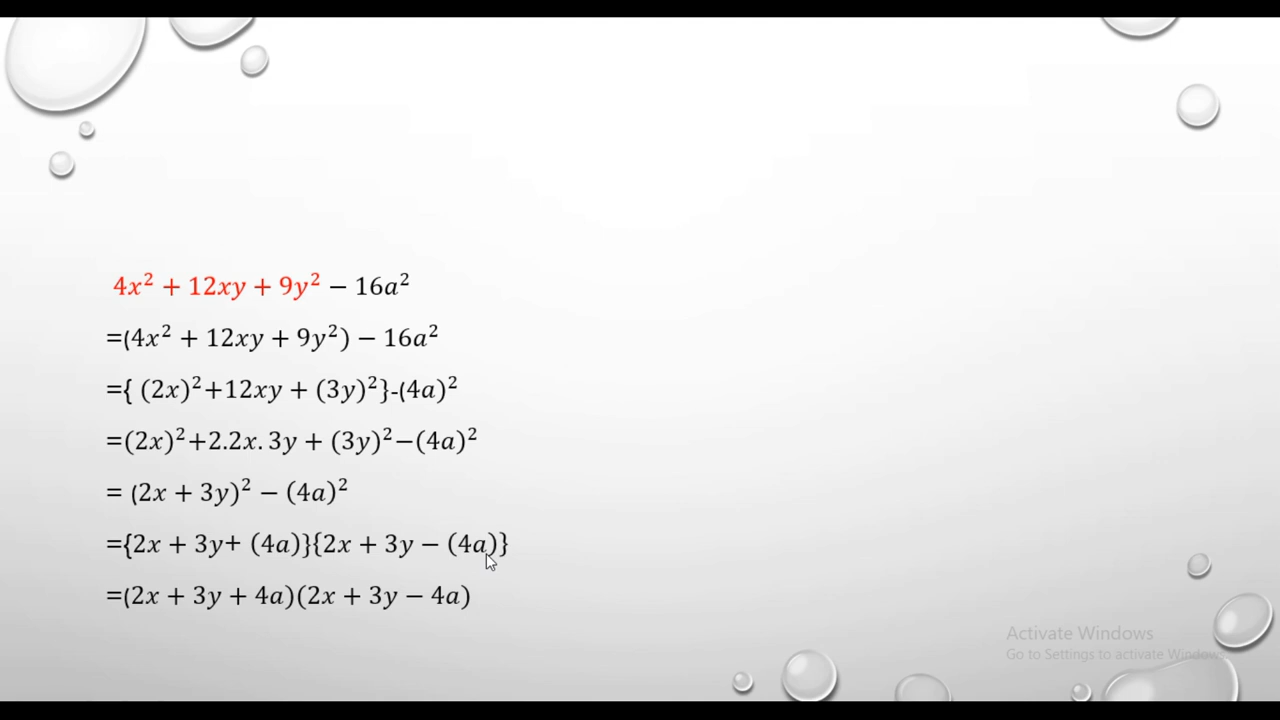 4x² + 12xy + 9y² − 16a²
=(4x² + 12xy + 9y²) − 16a²
={ (2x)²+12xy + (3y)²}-(4a)²
=(2x)²+2.2x. 3y + (3y)²−(4a)²
= (2x + 3y)² − (4a)²
={2x + 3y+ (4a)}{2x + 3y − (4a)}
=(2x + 3y + 4a)(2x + 3y − 4a)
Activate Windows
Go to Settings to activate Windows.